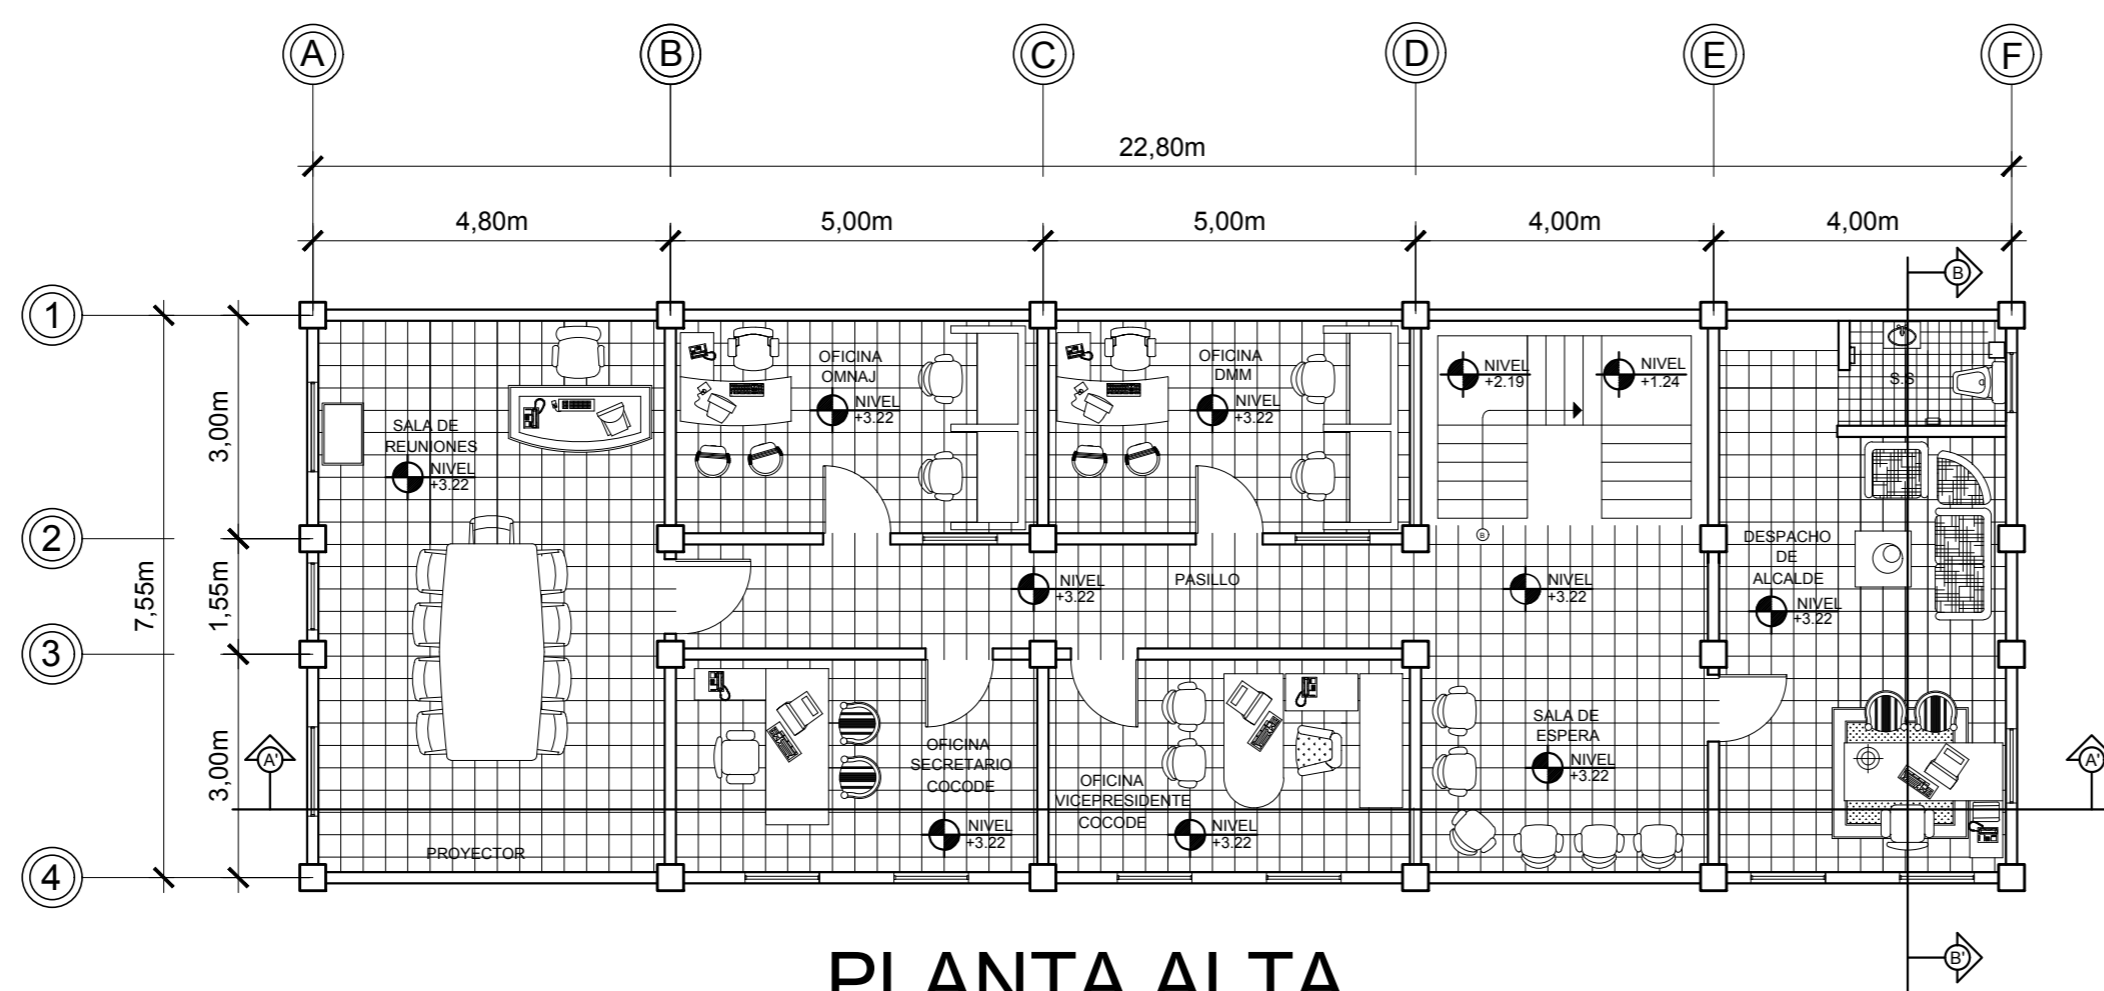 A B C D E F
22,80m
4,80m 5,00m 5,00m 4,00m 4,00m
B
1
2
3
4
7,55m
3,00m
1,55m
3,00m
SALA DE
REUNIONES
NIVEL
+3.22
OFICINA
OMNAJ
NIVEL
+3.22
OFICINA
DMM
NIVEL
+3.22
NIVEL
+2.19
NIVEL
+1.24
S.S
B
NIVEL
+3.22
PASILLO
NIVEL
+3.22
DESPACHO
DE
ALCALDE
NIVEL
+3.22
OFICINA
SECRETARIO
COCODE
NIVEL
+3.22
OFICINA
VICEPRESIDENTE
COCODE
NIVEL
+3.22
SALA DE
ESPERA
NIVEL
+3.22
PROYECTOR
A'
A'
B'
PLANTA ALTA